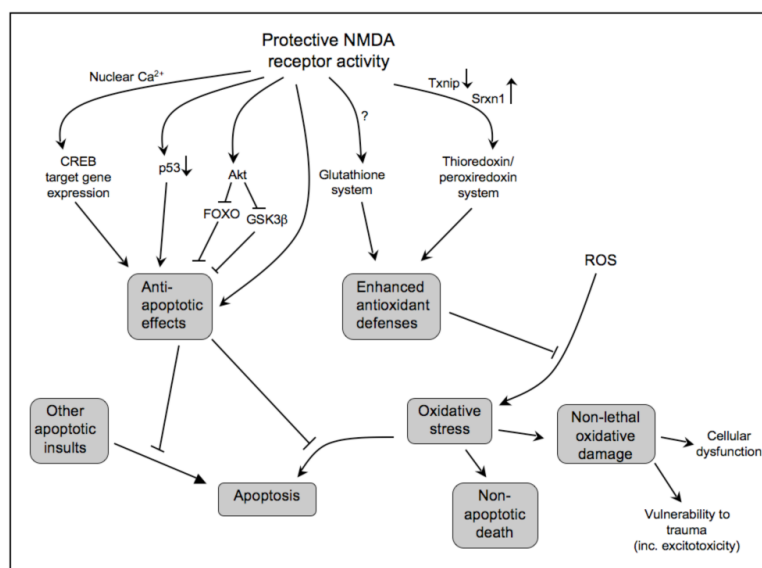 Protective NMDA
receptor activity
Nuclear Ca²⁺
Txnip
Srxn1
?
CREB
target gene
expression
p53
Akt
Glutathione
system
Thioredoxin/
peroxiredoxin
system
FOXO
GSK3β
Anti-
apoptotic
effects
Enhanced
antioxidant
defenses
ROS
Other
apoptotic
insults
Oxidative
stress
Non-lethal
oxidative
damage
Cellular
dysfunction
Apoptosis
Non-
apoptotic
death
Vulnerability to
trauma
(inc. excitotoxicity)